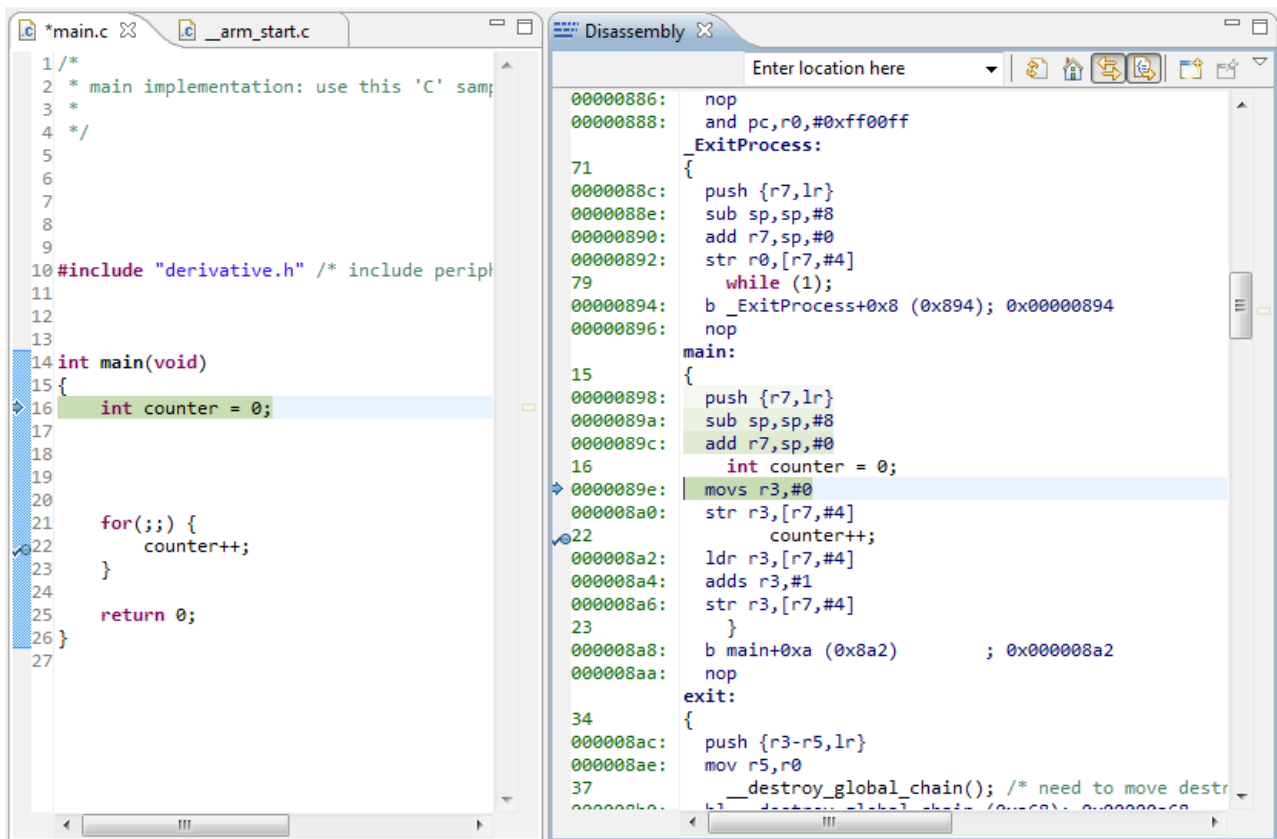 *main.c
__arm_start.c
1 /*
2 * main implementation: use this 'C' samp
3 *
4 */
5
6
7
8
9
10 #include "derivative.h" /* include periph
11
12
13
14 int main(void)
15 {
16 int counter = 0;
17
18
19
20
21 for(;;) {
22 counter++;
23 }
24
25 return 0;
26 }
27
Disassembly
Enter location here
00000886: nop
00000888: and pc,r0,#0xff00ff
_ExitProcess:
71 {
0000088c: push {r7,lr}
0000088e: sub sp,sp,#8
00000890: add r7,sp,#0
00000892: str r0,[r7,#4]
79 while (1);
00000894: b _ExitProcess+0x8 (0x894); 0x00000894
00000896: nop
main:
15 {
00000898: push {r7,lr}
0000089a: sub sp,sp,#8
0000089c: add r7,sp,#0
16 int counter = 0;
0000089e: movs r3,#0
000008a0: str r3,[r7,#4]
22 counter++;
000008a2: ldr r3,[r7,#4]
000008a4: adds r3,#1
000008a6: str r3,[r7,#4]
23 }
000008a8: b main+0xa (0x8a2) ; 0x000008a2
000008aa: nop
exit:
34 {
000008ac: push {r3-r5,lr}
000008ae: mov r5,r0
37 __destroy_global_chain(); /* need to move destr